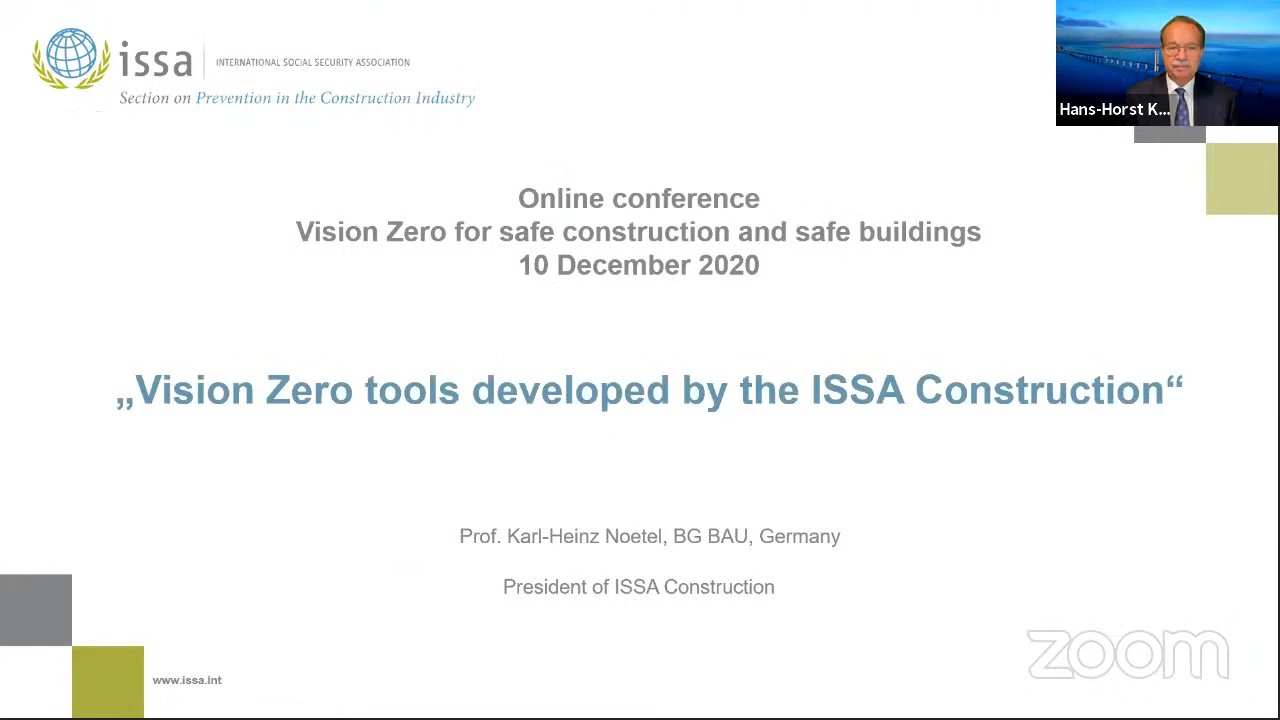 issa
INTERNATIONAL SOCIAL SECURITY ASSOCIATION
Section on Prevention in the Construction Industry
Hans-Horst K...
Online conference
Vision Zero for safe construction and safe buildings
10 December 2020
„Vision Zero tools developed by the ISSA Construction“
Prof. Karl-Heinz Noetel, BG BAU, Germany
President of ISSA Construction
zoom
www.issa.int